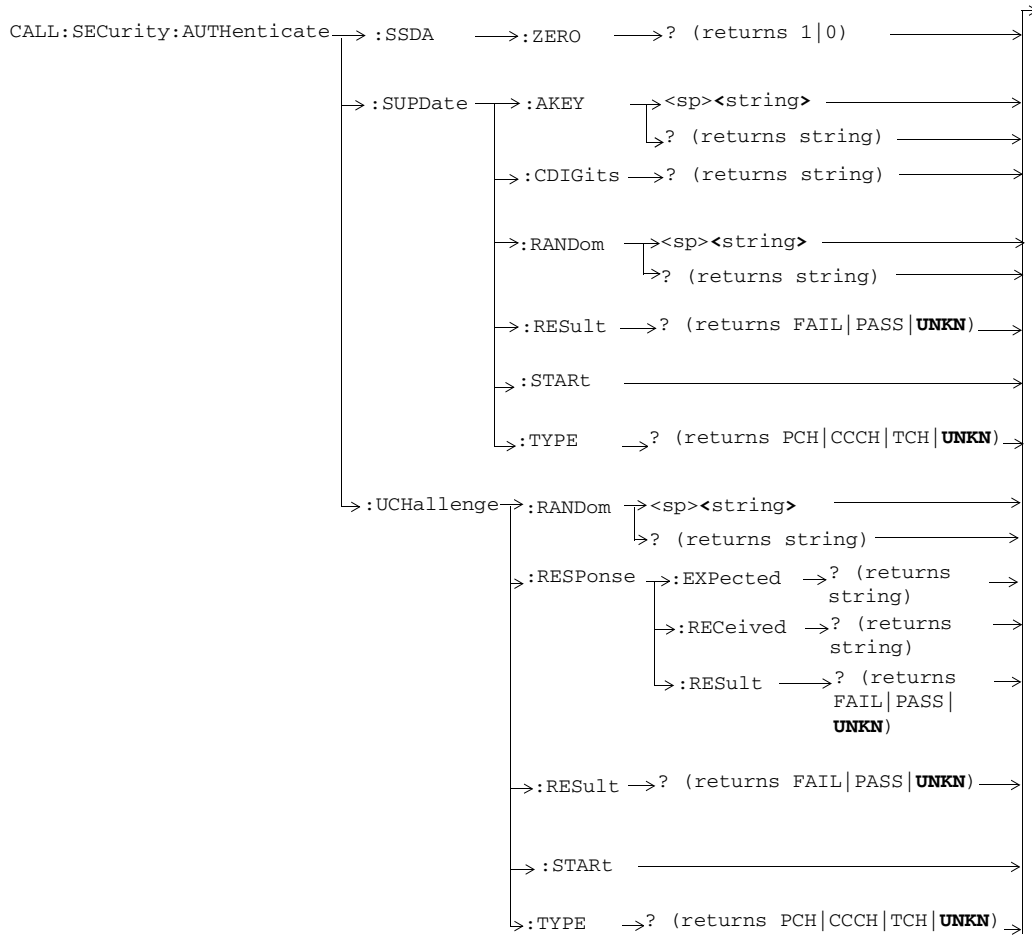 CALL:SECurity:AUTHenticate :SSDA :ZERO ? (returns 1|0)
:SUPDate :AKEY <sp><string>
? (returns string)
:CDIGits ? (returns string)
:RANDom <sp><string>
? (returns string)
:RESult ? (returns FAIL|PASS|UNKN)
:STARt
:TYPE ? (returns PCH|CCCH|TCH|UNKN)
:UCHallenge :RANDom <sp><string>
? (returns string)
:RESPonse :EXPected ? (returns
string)
:RECeived ? (returns
string)
:RESult ? (returns
FAIL|PASS|
UNKN)
:RESult ? (returns FAIL|PASS|UNKN)
:STARt
:TYPE ? (returns PCH|CCCH|TCH|UNKN)